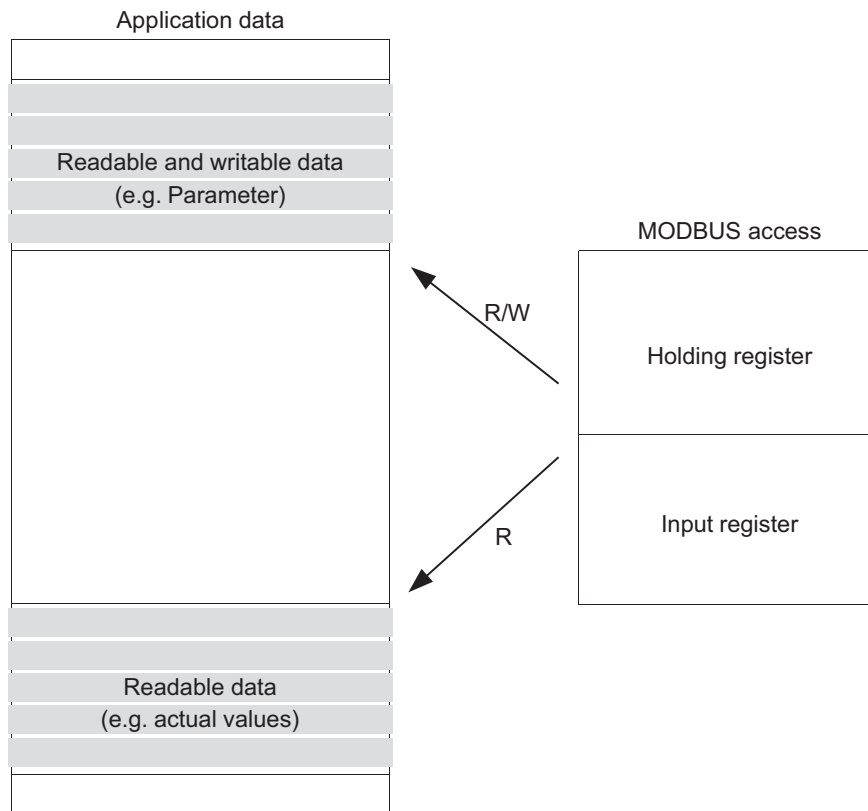 Application data
Readable and writable data
(e.g. Parameter)
MODBUS access
R/W
Holding register
Input register
R
Readable data
(e.g. actual values)